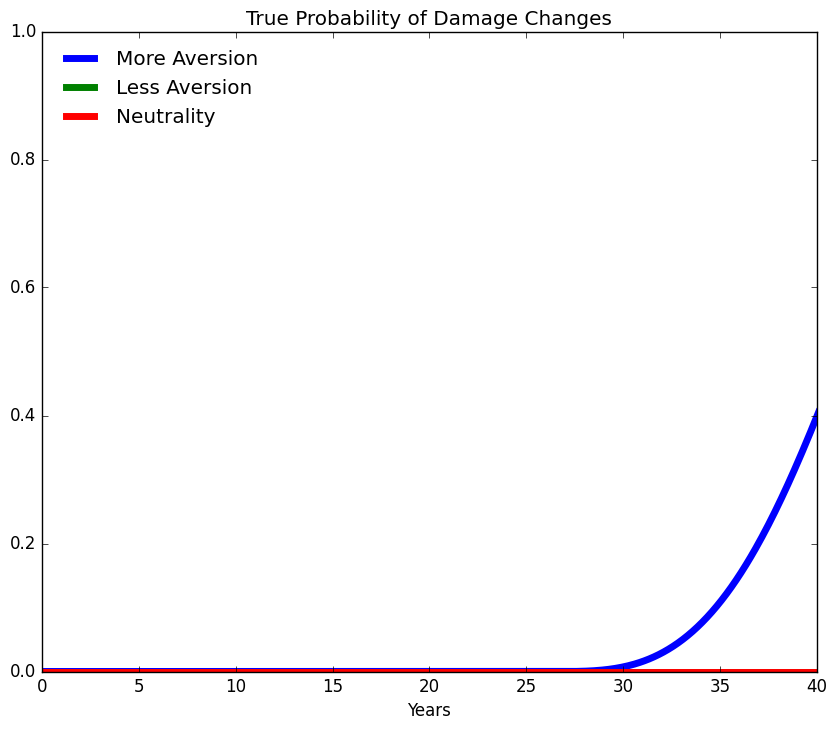 True Probability of Damage Changes
1.0
More Aversion
Less Aversion
Neutrality
0.8
0.6
0.4
0.2
0.0
0 5 10 15 20 25 30 35 40
Years